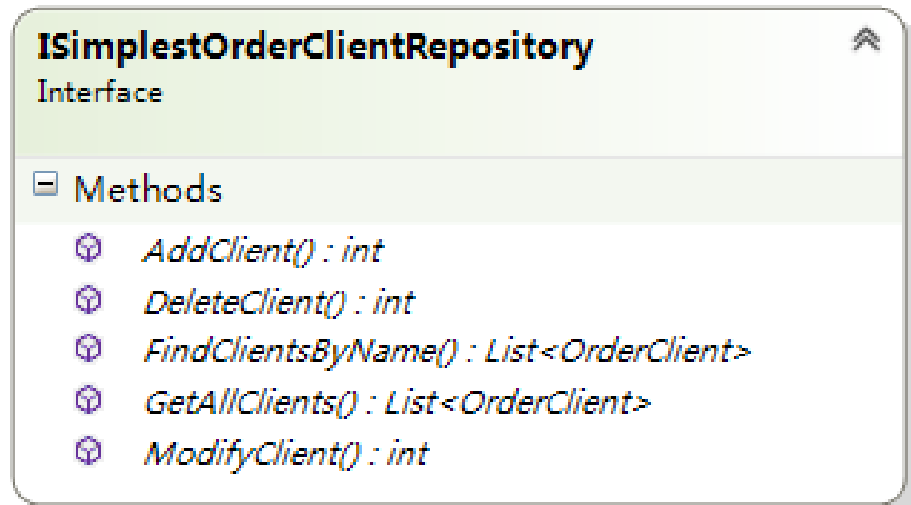 ISimplestOrderClientRepository
Interface
Methods
AddClient() : int
DeleteClient() : int
FindClientsByName() : List<OrderClient>
GetAllClients() : List<OrderClient>
ModifyClient() : int